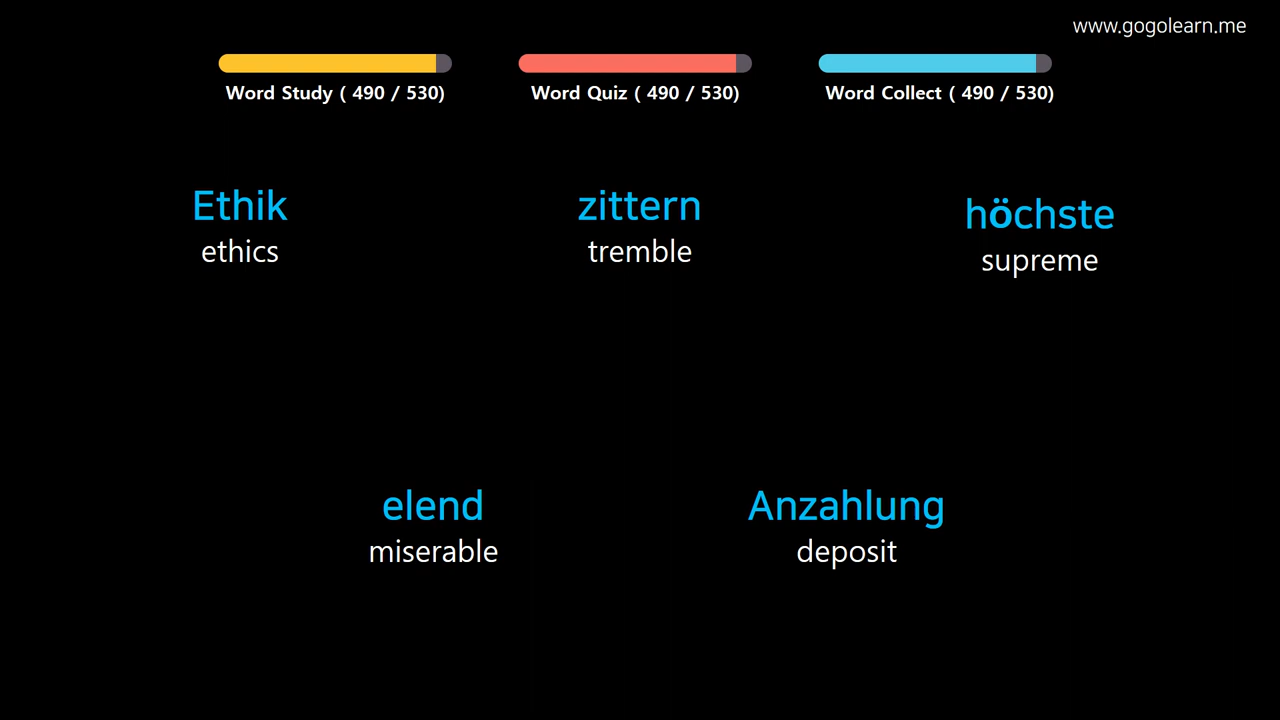 www.gogolearn.me
Word Study ( 490 / 530)
Word Quiz ( 490 / 530)
Word Collect ( 490 / 530)
Ethik
ethics
zittern
tremble
höchste
supreme
elend
miserable
Anzahlung
deposit